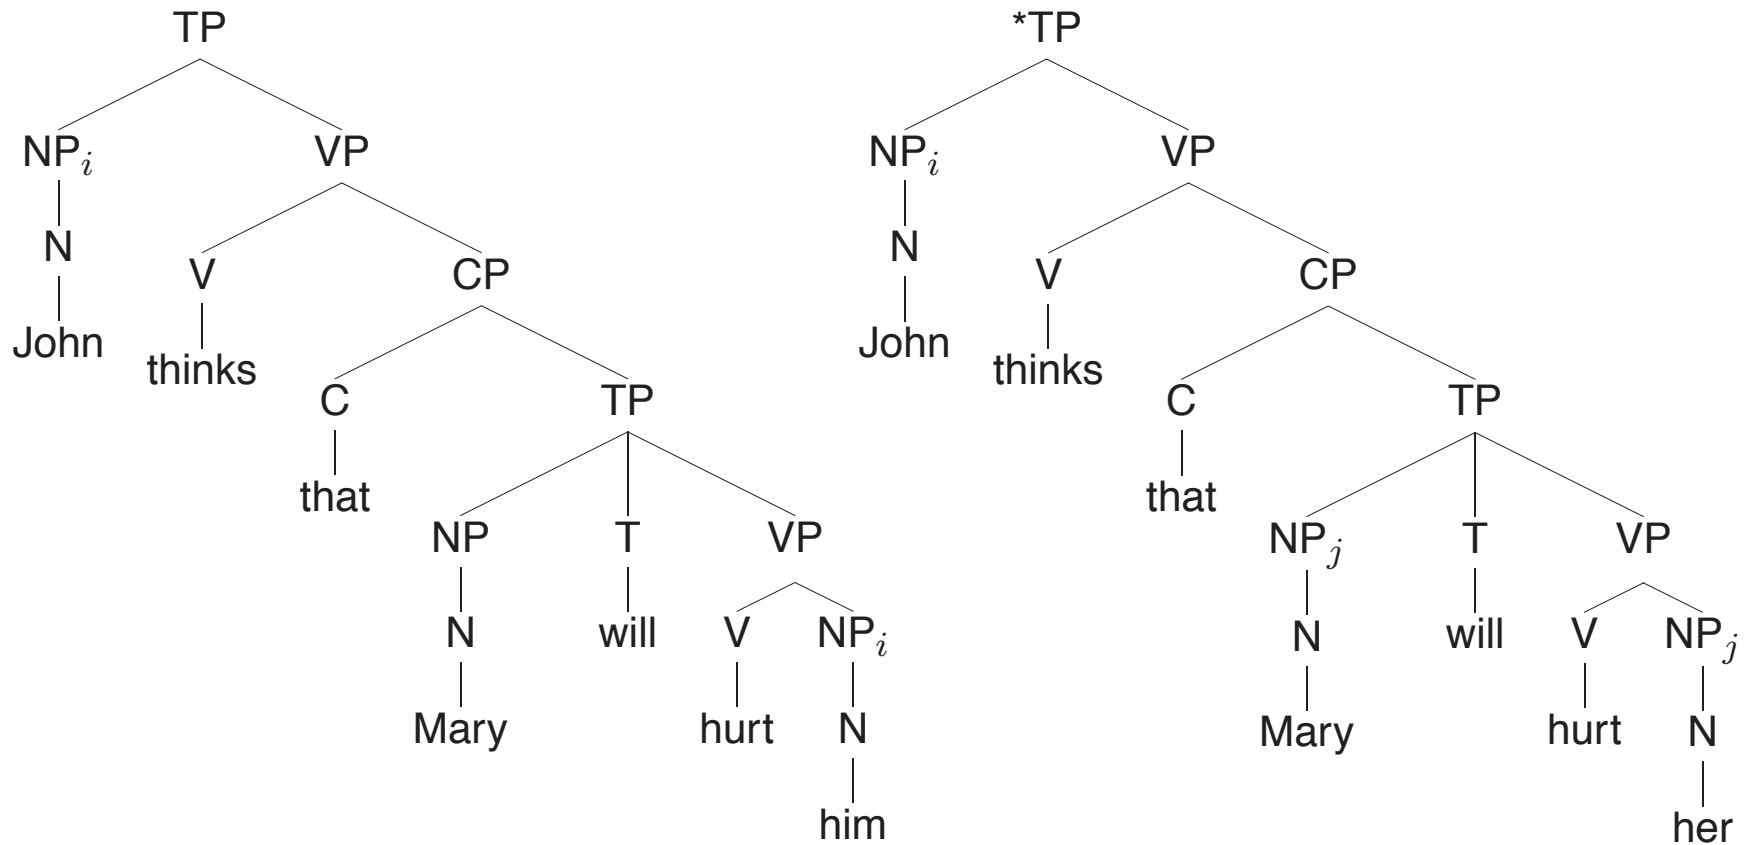 TP *TP
NPi VP NPi VP
N V CP N V CP
John thinks C TP John thinks C TP
that NP T VP that NPj T VP
N will V NPi N will V NPj
Mary hurt N Mary hurt N
him her